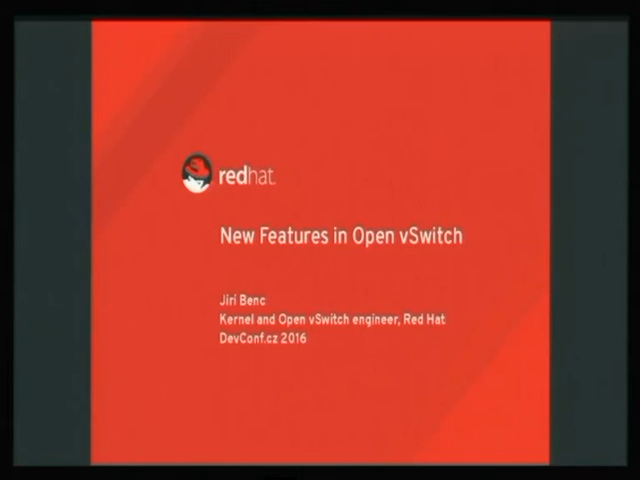 redhat.
New Features in Open vSwitch
Jiri Benc
Kernel and Open vSwitch engineer, Red Hat
DevConf.cz 2016